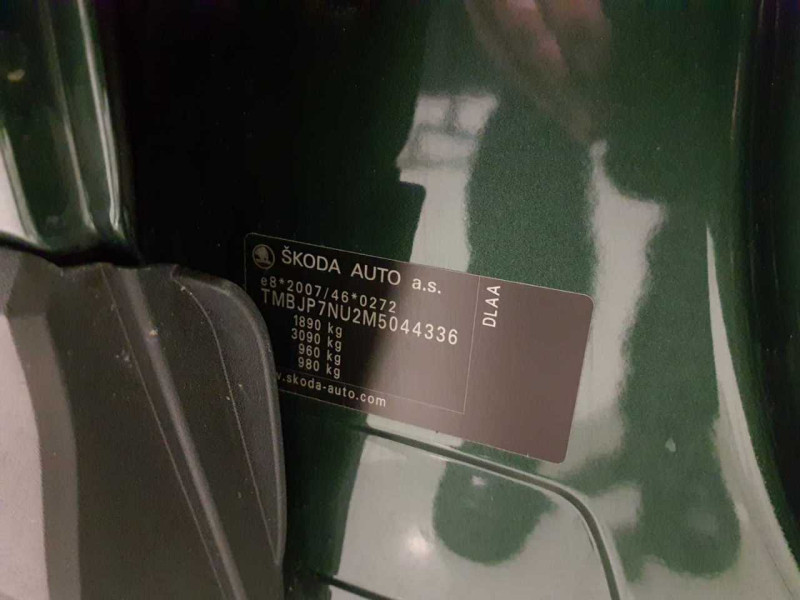 ŠKODA AUTO a.s.
e8*2007/46*0272
TMBJP7NU2M5044336
1890 kg
3090 kg
960 kg
980 kg
.skoda-auto.com
DLAA